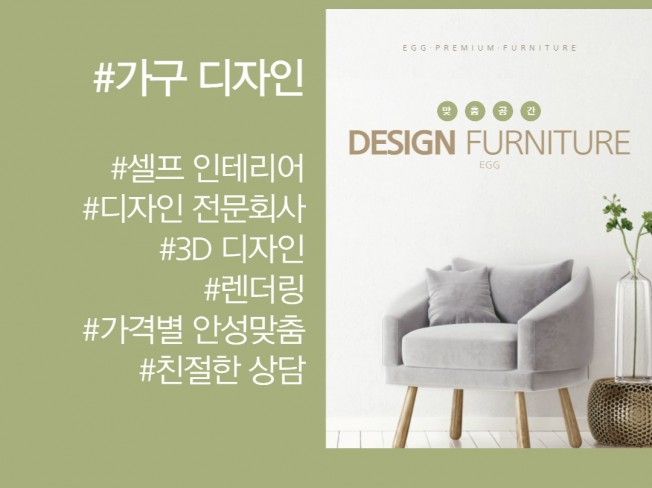 #가구 디자인
#셀프 인테리어
#디자인 전문회사
#3D 디자인
#렌더링
#가격별 안성맞춤
#친절한 상담
EGG·PREMIUM·FURNITURE
맞춤공간
DESIGN FURNITURE
EGG